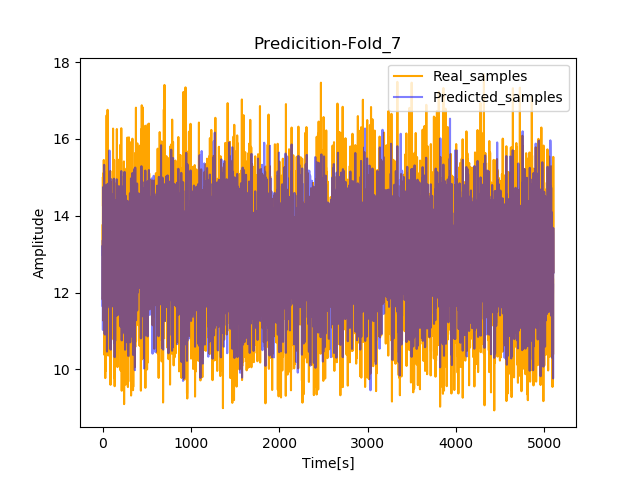 Predicition-Fold_7
Real_samples
Predicted_samples
18
16
14
12
10
Amplitude
0 1000 2000 3000 4000 5000
Time[s]